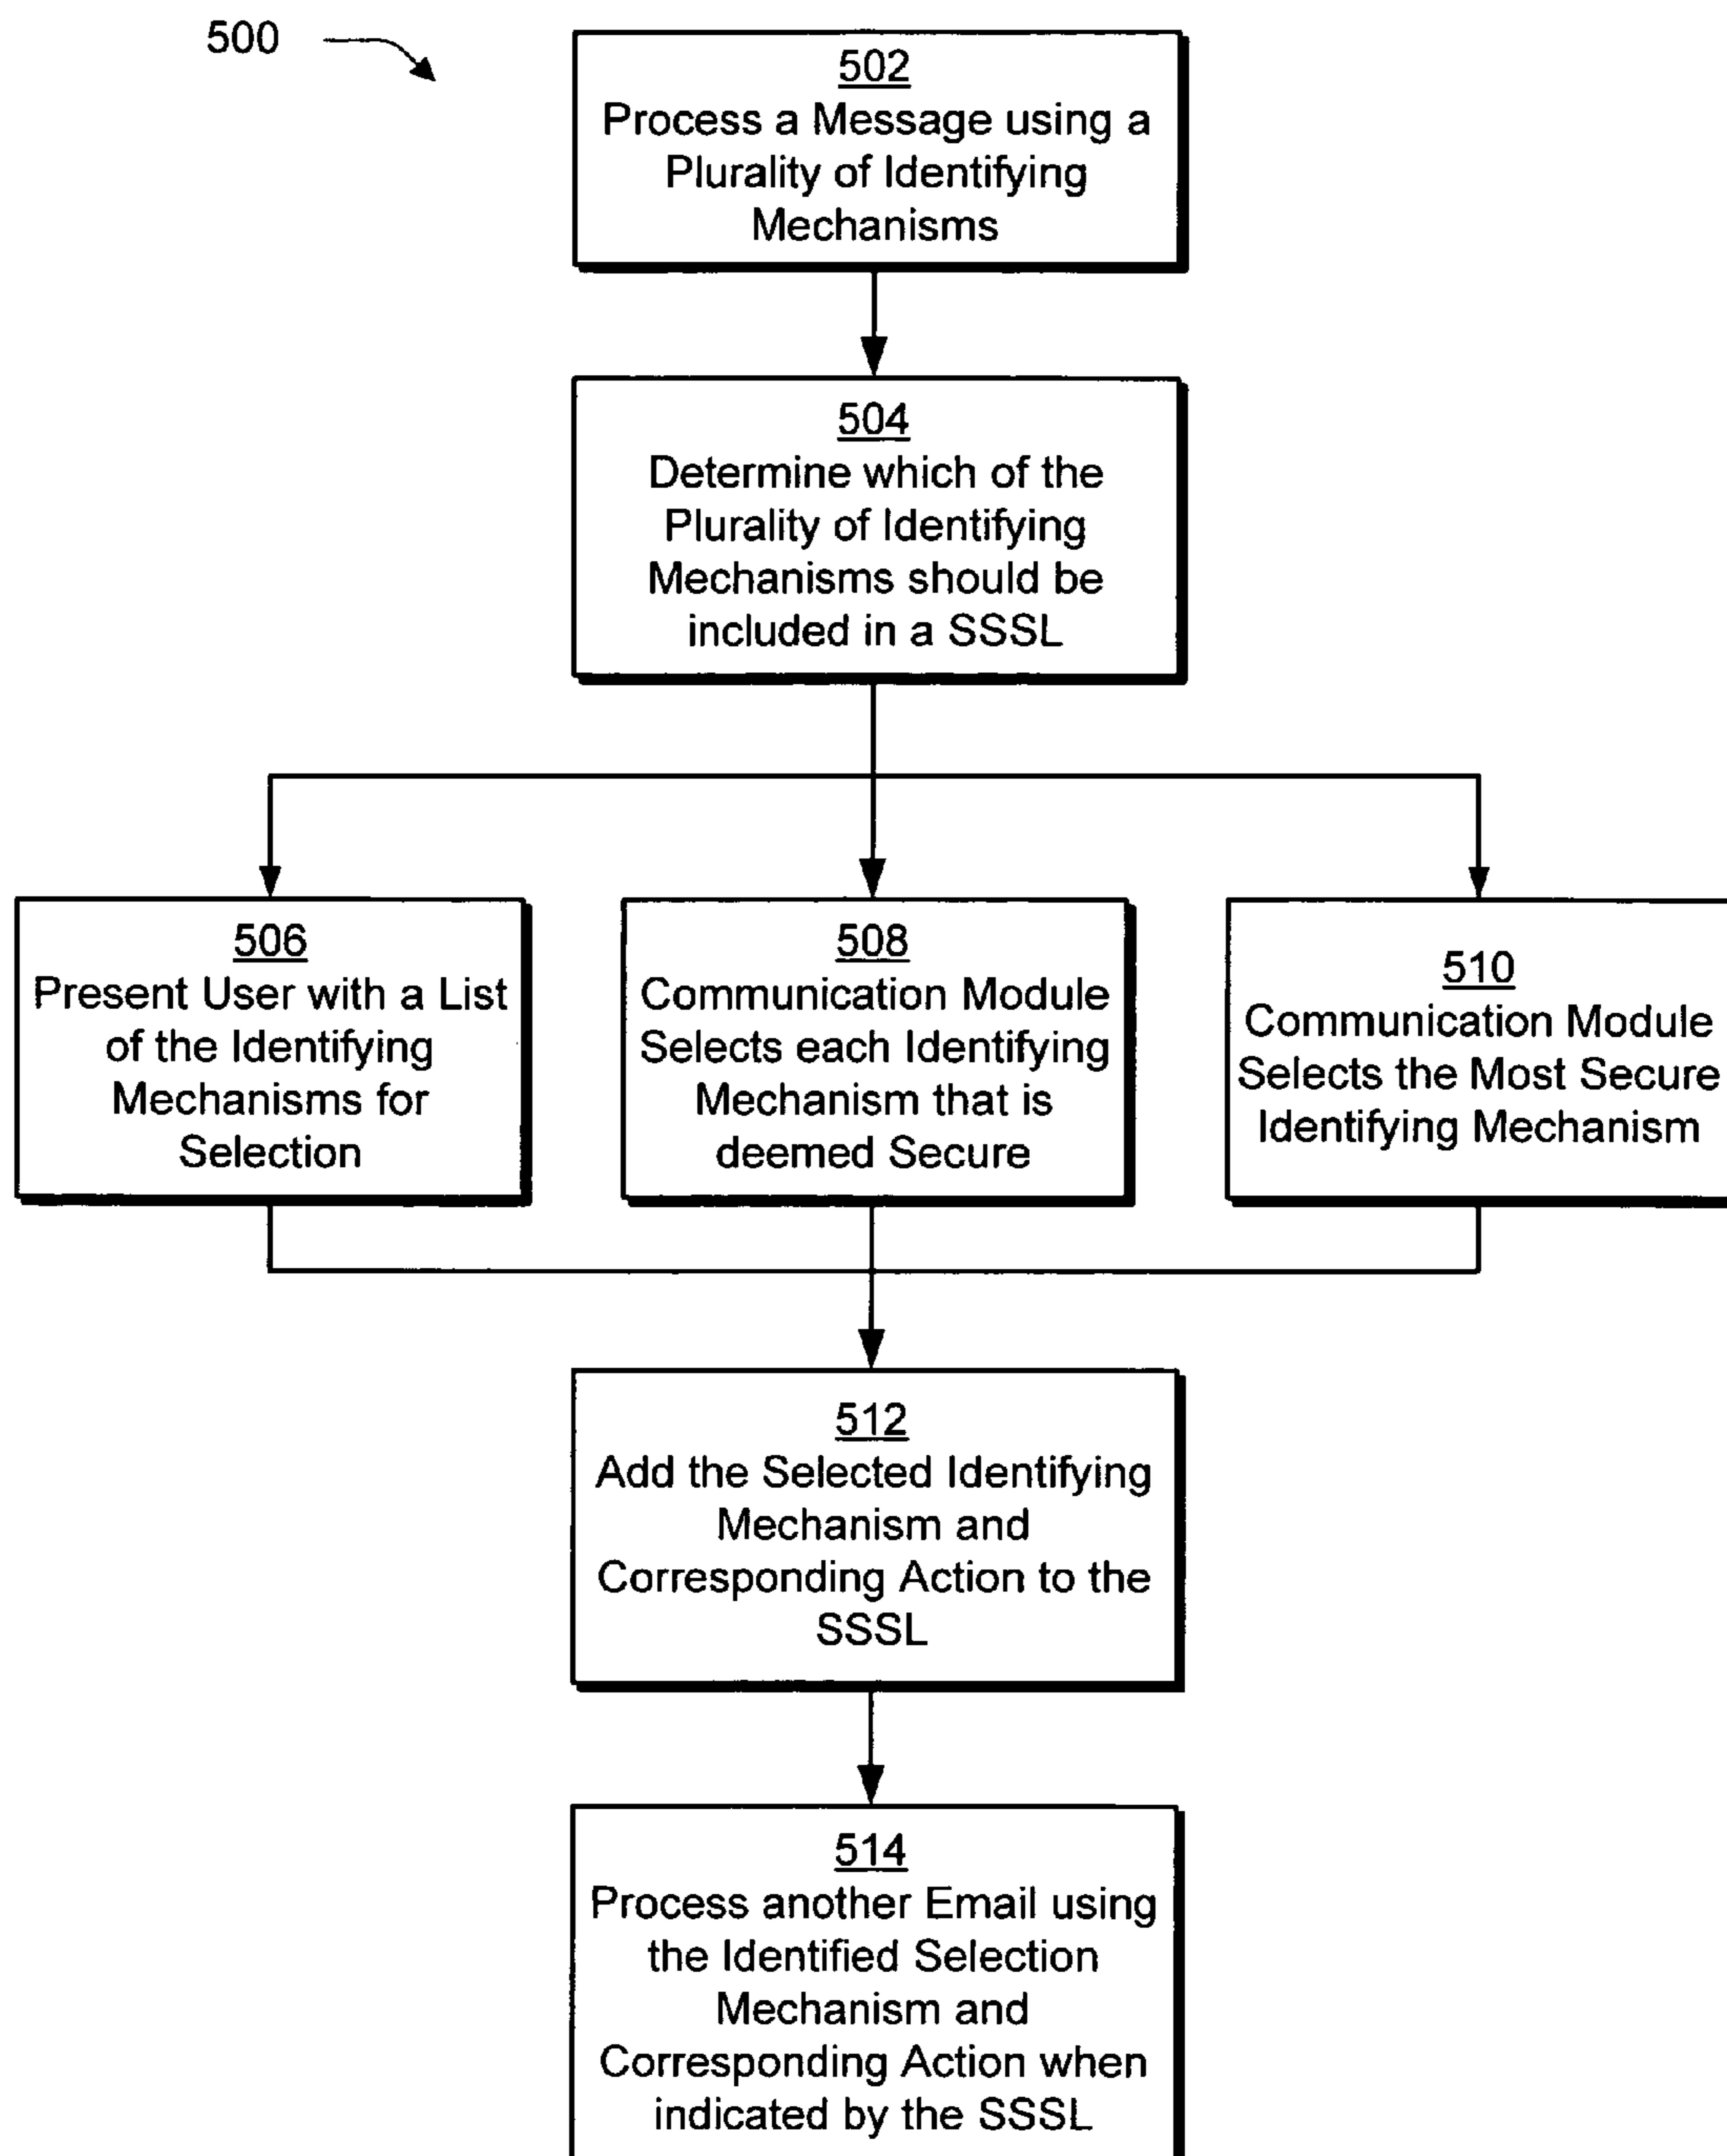 500
502
Process a Message using a
Plurality of Identifying
Mechanisms
504
Determine which of the
Plurality of Identifying
Mechanisms should be
included in a SSSL
506
Present User with a List
of the Identifying
Mechanisms for
Selection
508
Communication Module
Selects each Identifying
Mechanism that is
deemed Secure
510
Communication Module
Selects the Most Secure
Identifying Mechanism
512
Add the Selected Identifying
Mechanism and
Corresponding Action to the
SSSL
514
Process another Email using
the Identified Selection
Mechanism and
Corresponding Action when
indicated by the SSSL